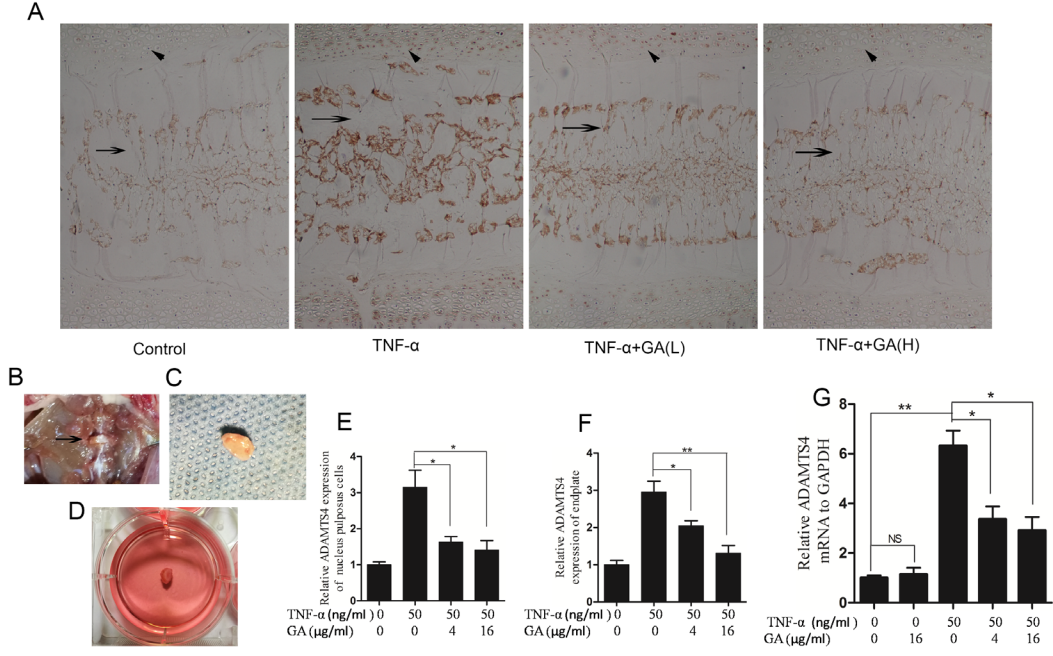 A
Control
TNF-α
TNF-α+GA(L)
TNF-α+GA(H)
B
C
D
E
Relative ADAMTS4 expression
of nucleus pulposus cells
4
3
2
1
0
*
*
TNF-α (ng/ml) 0 50 50 50
GA (μg/ml) 0 0 4 16
F
Relative ADAMTS4
expression of endplate
4
3
2
1
0
**
*
TNF-α (ng/ml) 0 50 50 50
GA (μg/ml) 0 0 4 16
G
Relative ADAMTS4
mRNA to GAPDH
8
6
4
2
0
**
*
*
NS
TNF-α (ng/ml) 0 0 50 50 50
GA (μg/ml) 0 16 0 4 16